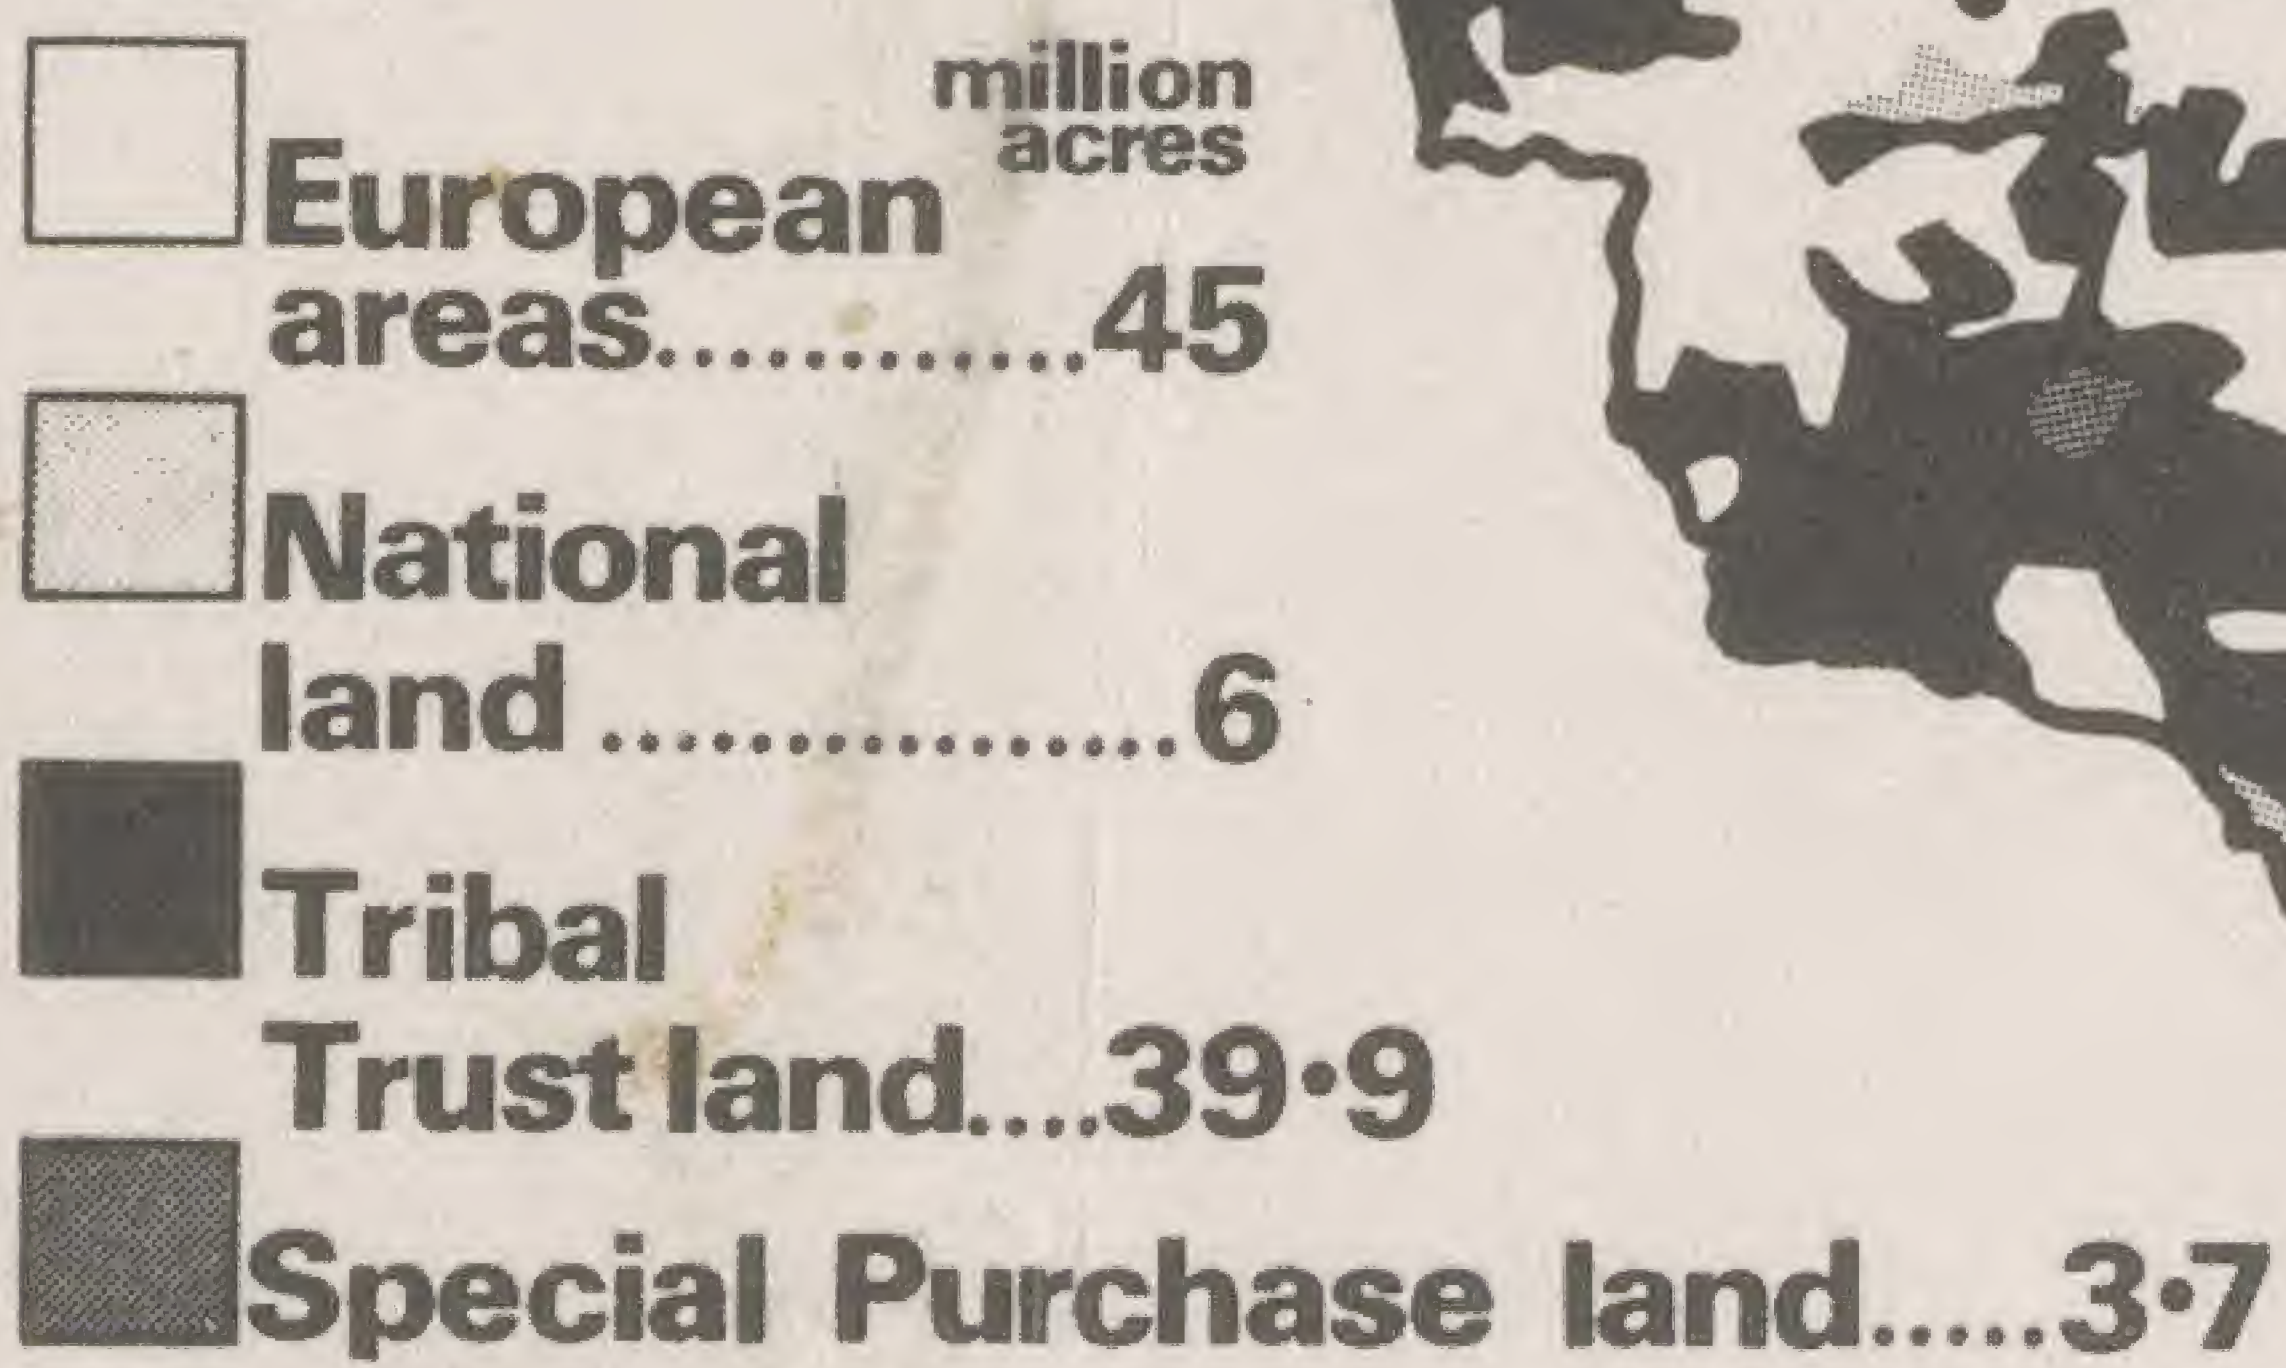 million
acres
European
areas............45
National
land ................6
Tribal
Trust land....39·9
Special Purchase land.....3·7